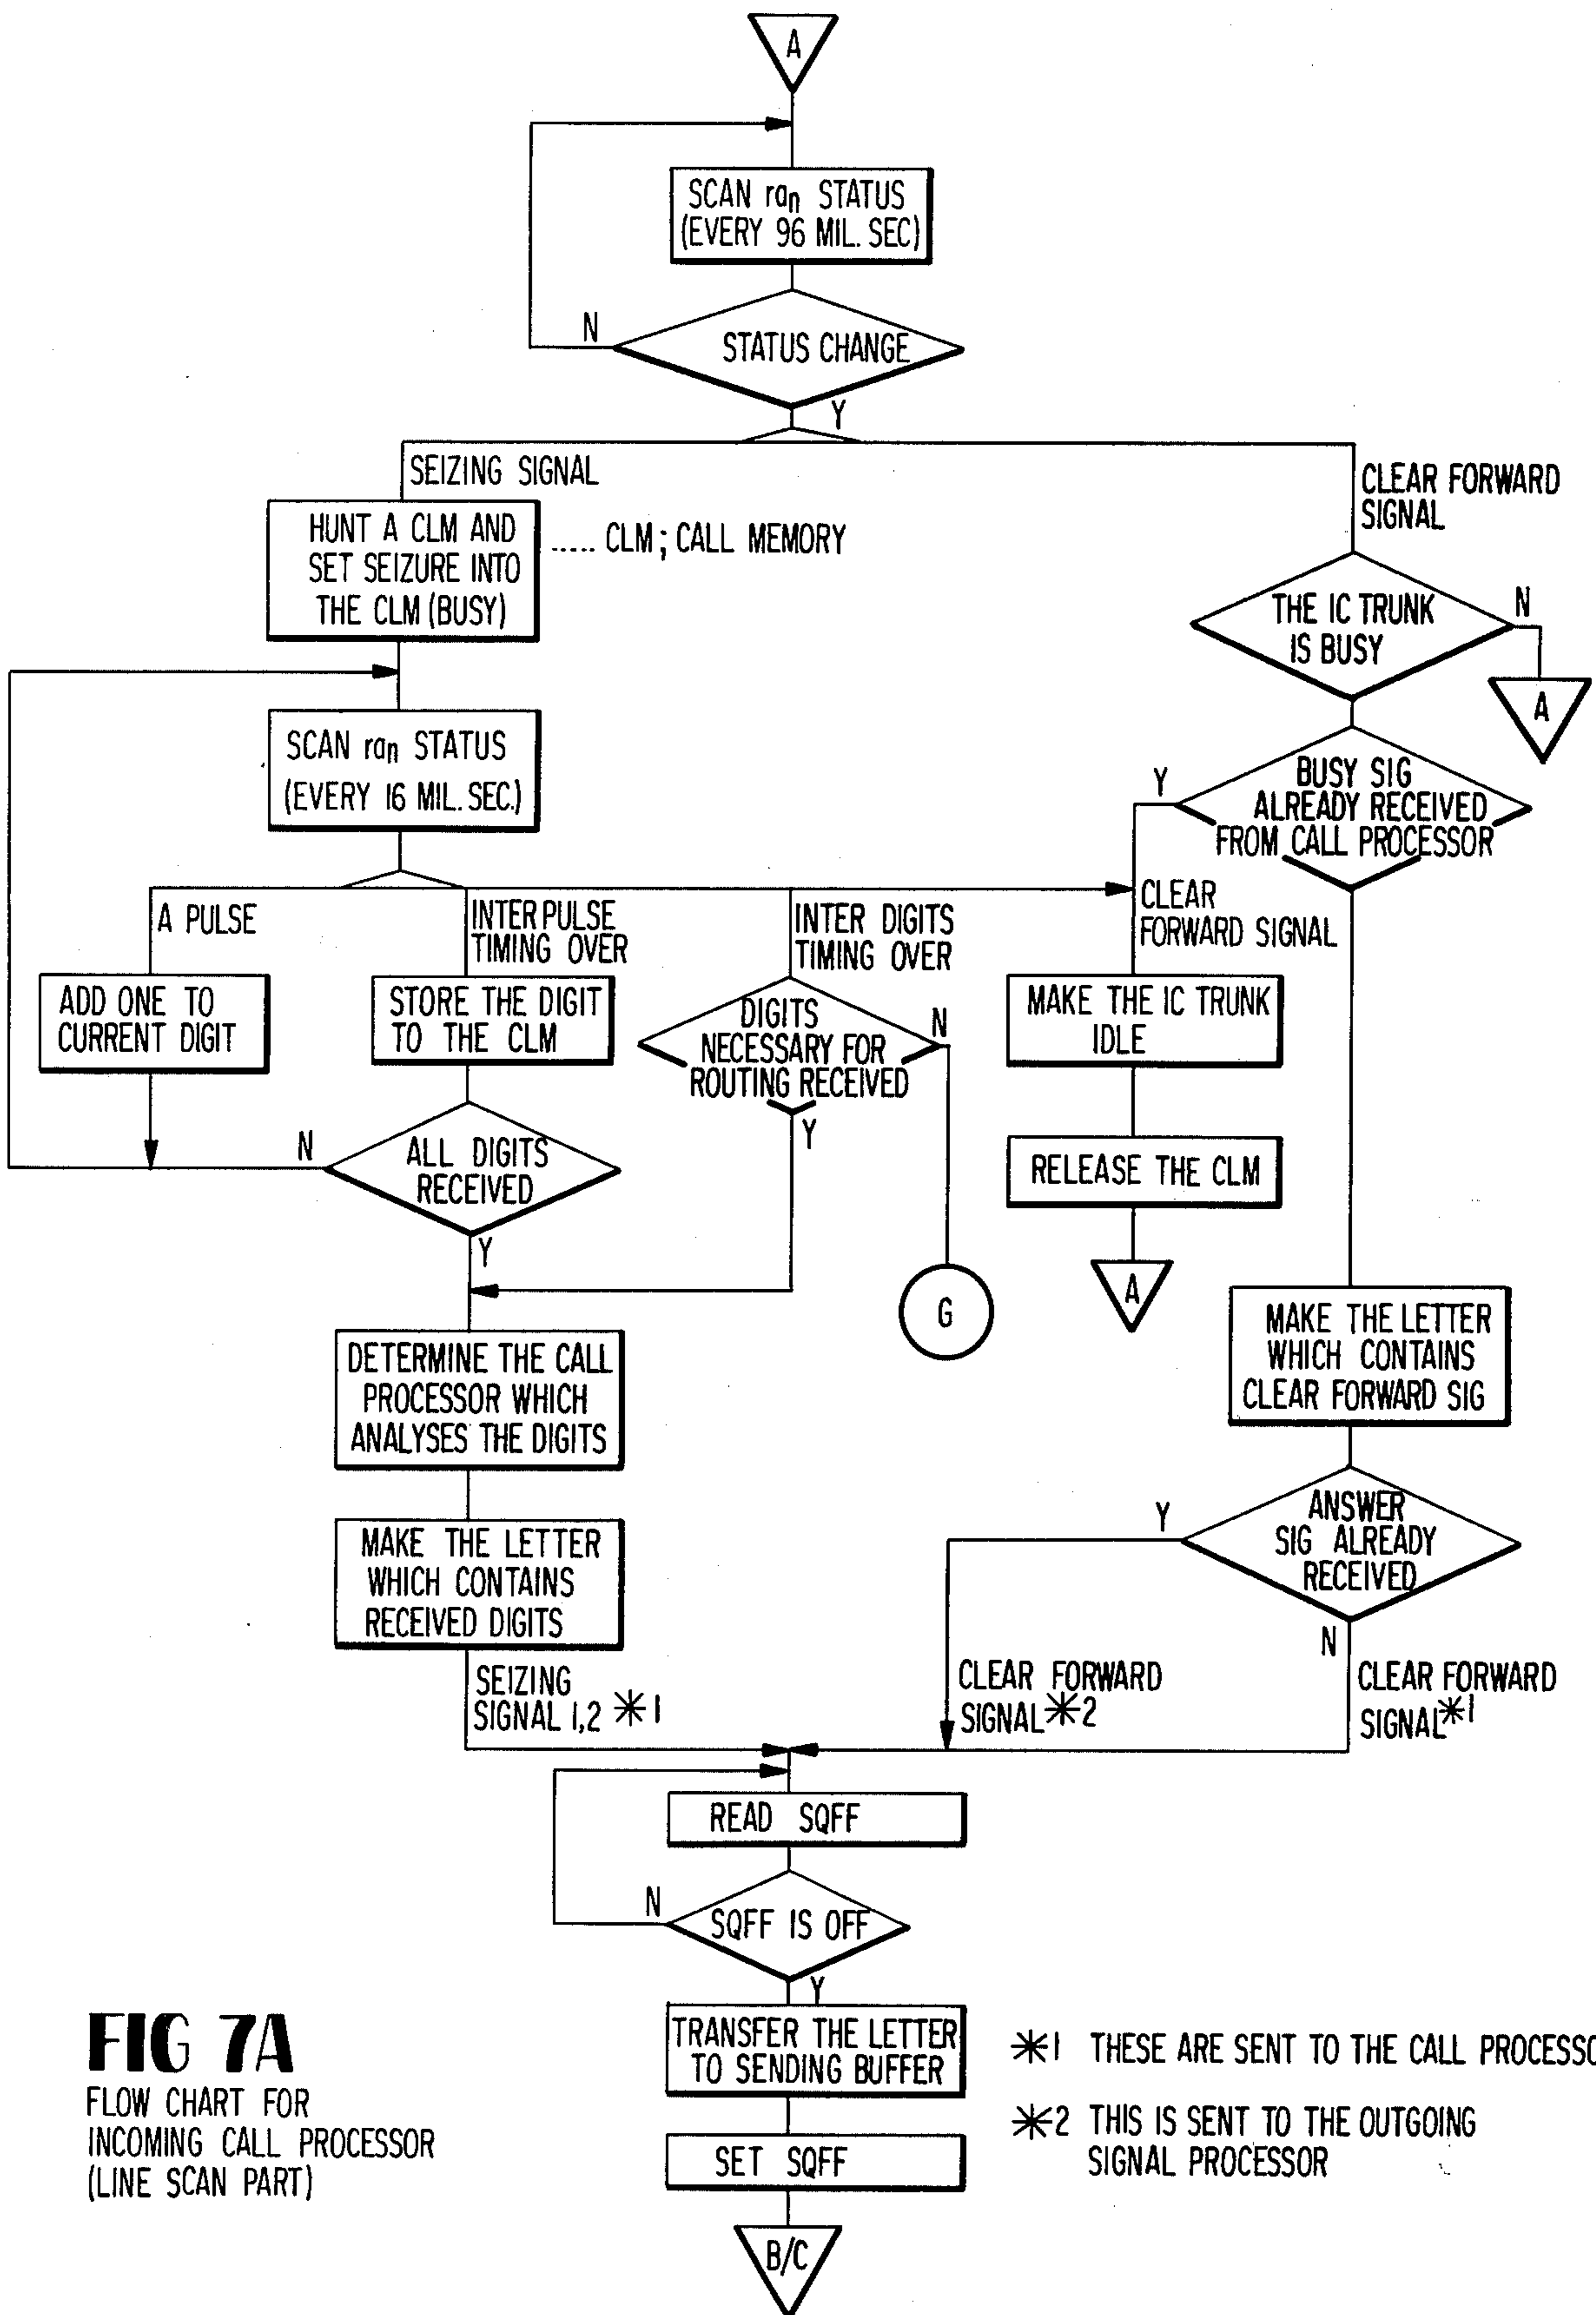 A
SCAN ran STATUS
(EVERY 96 MIL. SEC)
N
STATUS CHANGE
Y
SEIZING SIGNAL
CLEAR FORWARD
SIGNAL
HUNT A CLM AND
SET SEIZURE INTO
THE CLM (BUSY)
..... CLM ; CALL MEMORY
THE IC TRUNK
IS BUSY
N
A
SCAN ran STATUS
(EVERY 16 MIL. SEC.)
Y
BUSY SIG
ALREADY RECEIVED
FROM CALL PROCESSOR
A PULSE
INTER PULSE
TIMING OVER
INTER DIGITS
TIMING OVER
CLEAR
FORWARD SIGNAL
ADD ONE TO
CURRENT DIGIT
STORE THE DIGIT
TO THE CLM
DIGITS
NECESSARY FOR
ROUTING RECEIVED
N
Y
MAKE THE IC TRUNK
IDLE
N
ALL DIGITS
RECEIVED
Y
RELEASE THE CLM
A
G
DETERMINE THE CALL
PROCESSOR WHICH
ANALYSES THE DIGITS
MAKE THE LETTER
WHICH CONTAINS
CLEAR FORWARD SIG
MAKE THE LETTER
WHICH CONTAINS
RECEIVED DIGITS
Y
ANSWER
SIG ALREADY
RECEIVED
N
SEIZING
SIGNAL 1,2 *1
CLEAR FORWARD
SIGNAL *2
CLEAR FORWARD
SIGNAL *1
READ SQFF
N
SQFF IS OFF
Y
TRANSFER THE LETTER
TO SENDING BUFFER
SET SQFF
B/C
FIG 7A
FLOW CHART FOR
INCOMING CALL PROCESSOR
(LINE SCAN PART)
*1 THESE ARE SENT TO THE CALL PROCESSO
*2 THIS IS SENT TO THE OUTGOING
SIGNAL PROCESSOR